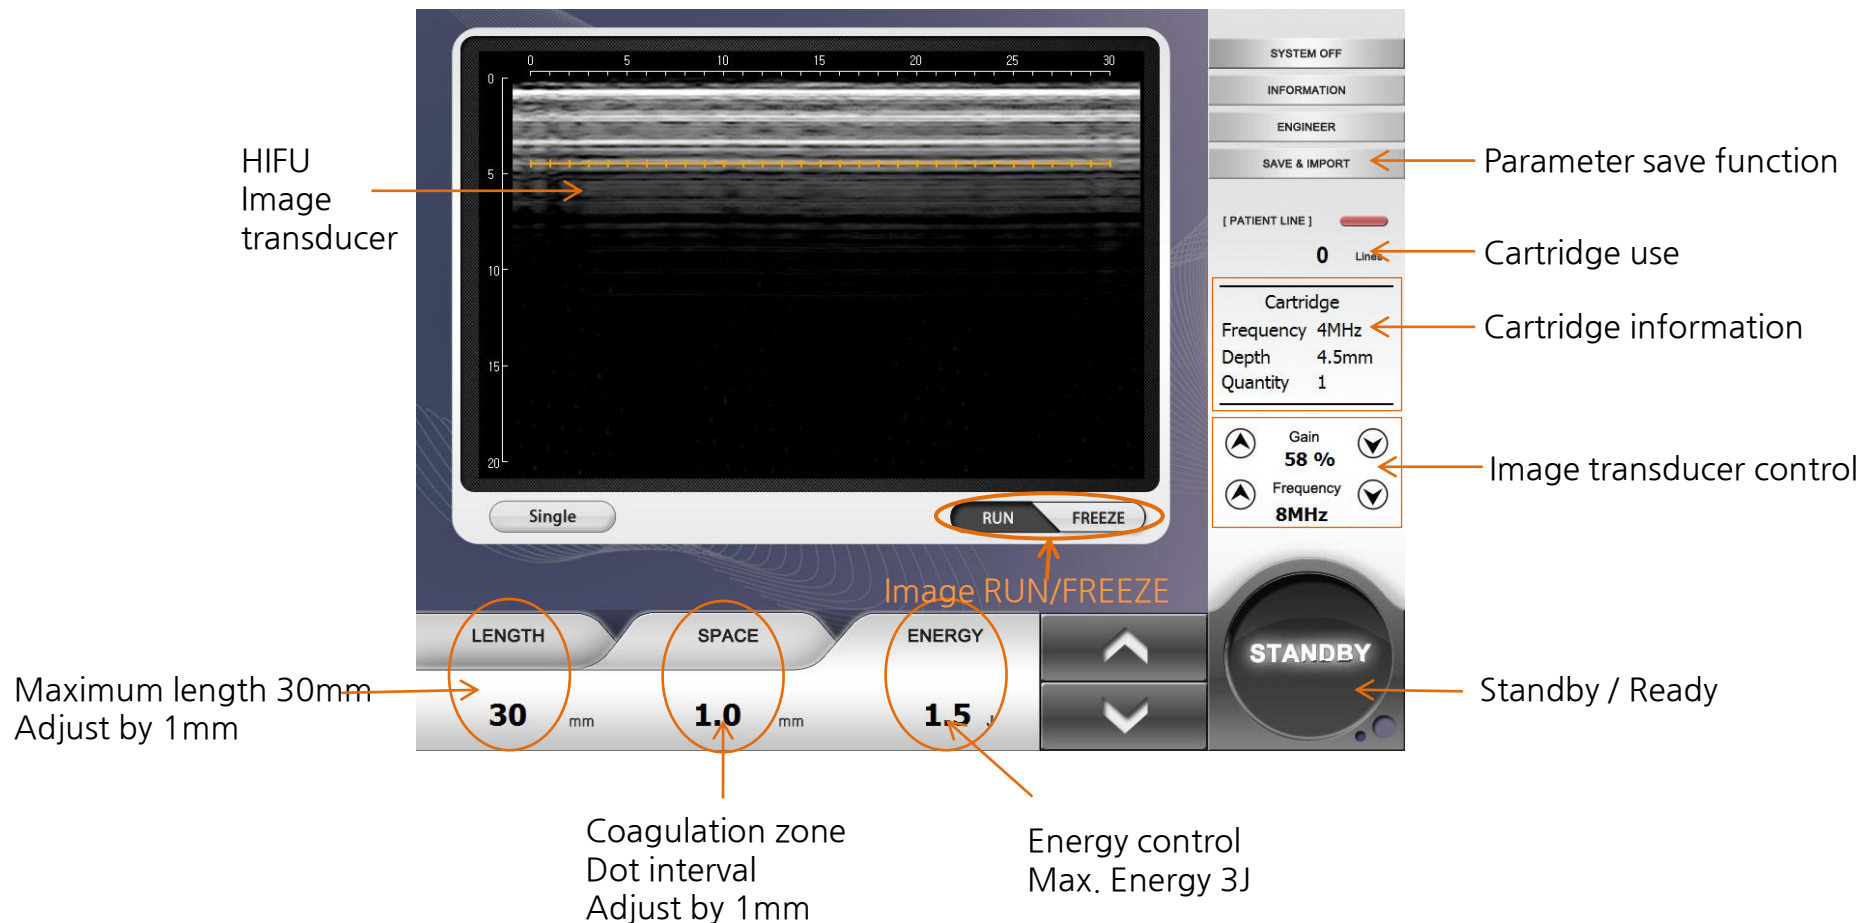 0 5 10 15 20 25 30
0
5
10
15
20
HIFU
Image
transducer
Single
RUN FREEZE
Image RUN/FREEZE
SYSTEM OFF
INFORMATION
ENGINEER
SAVE & IMPORT
Parameter save function
[ PATIENT LINE ]
0 Lines
Cartridge use
Cartridge
Frequency 4MHz
Depth 4.5mm
Quantity 1
Cartridge information
Gain
58 %
Frequency
8MHz
Image transducer control
LENGTH SPACE ENERGY
30 mm 1.0 mm 1.5 J
STANDBY
Standby / Ready
Maximum length 30mm
Adjust by 1mm
Coagulation zone
Dot interval
Adjust by 1mm
Energy control
Max. Energy 3J